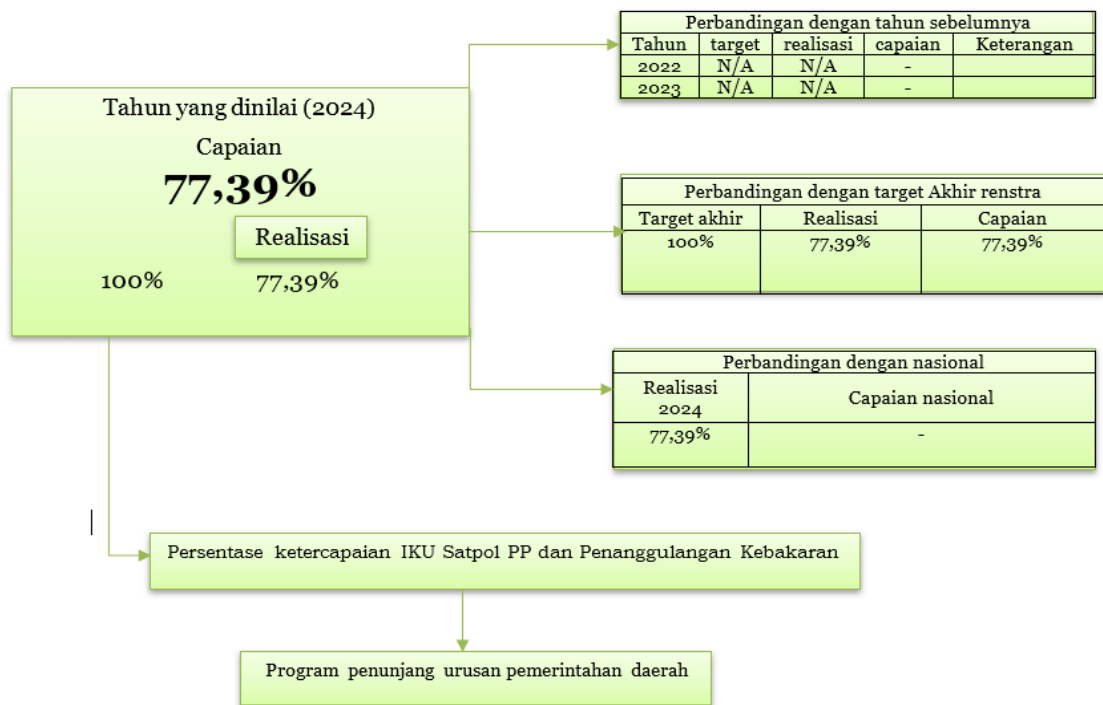 Perbandingan dengan tahun sebelumnya
Tahun target realisasi capaian Keterangan
2022 N/A N/A -
2023 N/A N/A -
Tahun yang dinilai (2024)
Capaian
77,39%
Realisasi
100% 77,39%
Perbandingan dengan target Akhir renstra
Target akhir Realisasi Capaian
100% 77,39% 77,39%
Perbandingan dengan nasional
Realisasi
2024
Capaian nasional
77,39% -
Persentase ketercapaian IKU Satpol PP dan Penanggulangan Kebakaran
Program penunjang urusan pemerintahan daerah